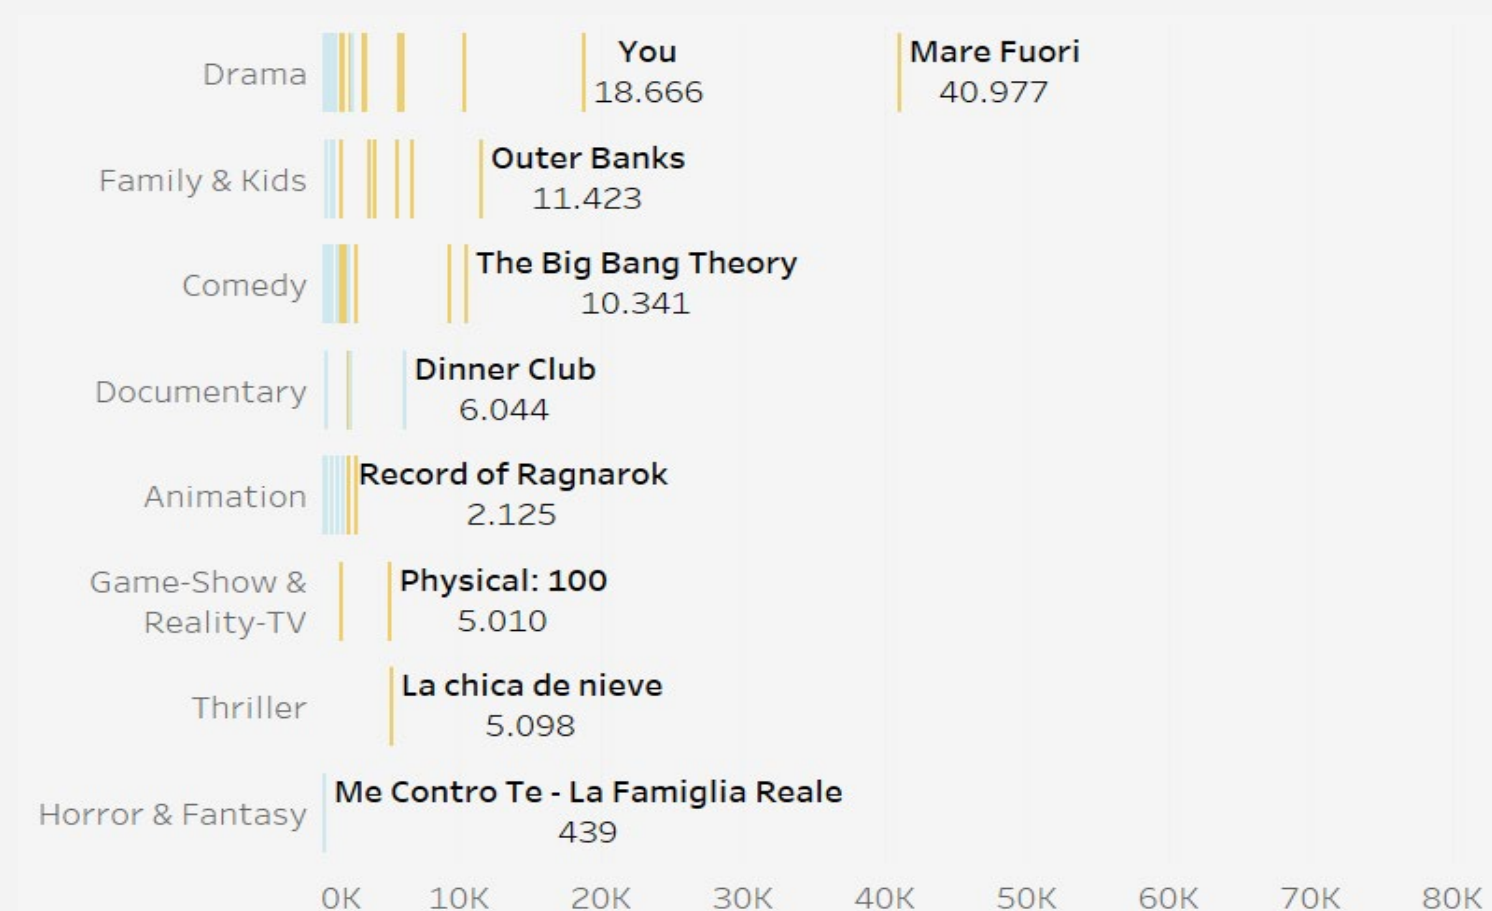 Drama
You
18.666
Mare Fuori
40.977
Family & Kids
Outer Banks
11.423
Comedy
The Big Bang Theory
10.341
Documentary
Dinner Club
6.044
Animation
Record of Ragnarok
2.125
Game-Show &
Reality-TV
Physical: 100
5.010
Thriller
La chica de nieve
5.098
Horror & Fantasy
Me Contro Te - La Famiglia Reale
439
0K 10K 20K 30K 40K 50K 60K 70K 80K